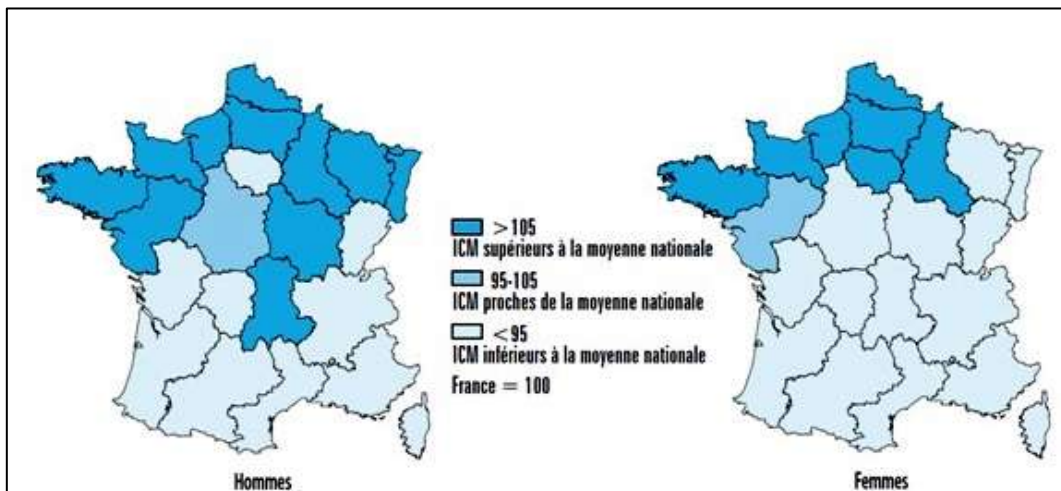 >105
ICM supérieurs à la moyenne nationale
95-105
ICM proches de la moyenne nationale
<95
ICM inférieurs à la moyenne nationale
France = 100
Hommes
Femmes